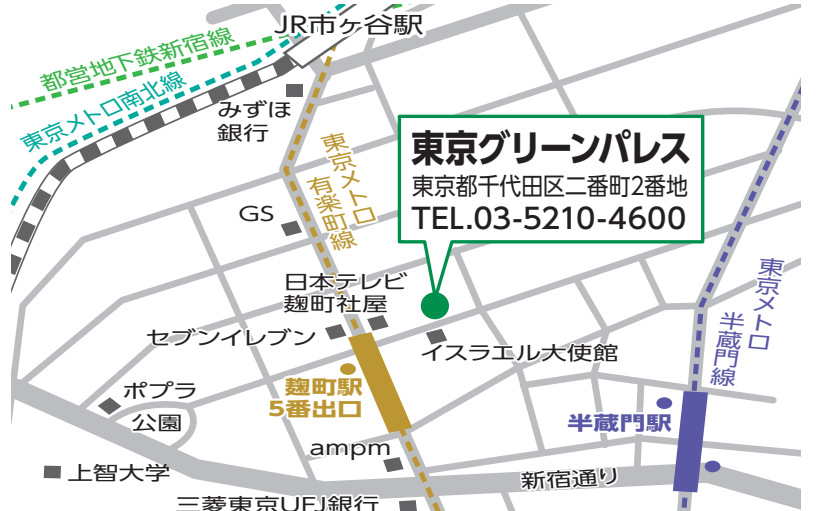 JR市ヶ谷駅
都営地下鉄新宿線
東京メトロ南北線
みずほ
銀行
東京メトロ
有楽町線
東京グリーンパレス
東京都千代田区二番町2番地
TEL.03-5210-4600
GS
日本テレビ
麹町社屋
セブンイレブン
イスラエル大使館
東京メトロ
半蔵門線
麹町駅
5番出口
ポプラ
公園
半蔵門駅
ampm
上智大学
新宿通り
三菱東京UFJ銀行